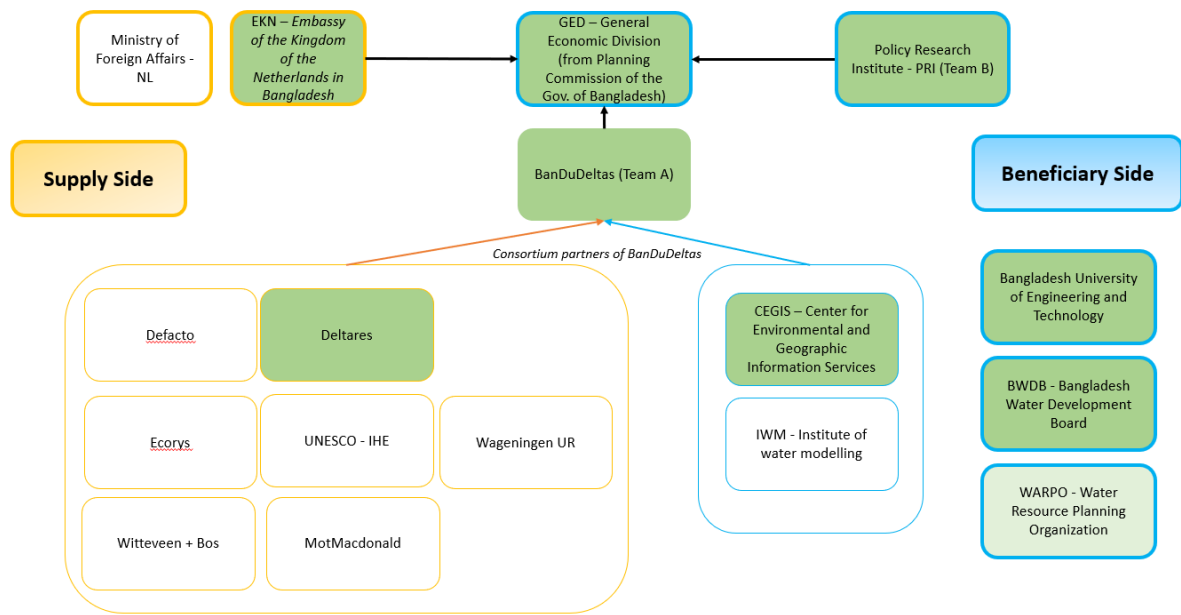 Ministry of
Foreign Affairs -
NL
EKN – Embassy
of the Kingdom
of the
Netherlands in
Bangladesh
GED – General
Economic Division
(from Planning
Commission of the
Gov. of Bangladesh)
Policy Research
Institute - PRI (Team B)
Supply Side
BanDuDeltas (Team A)
Beneficiary Side
Consortium partners of BanDuDeltas
Defacto
Deltares
Ecorys
UNESCO - IHE
Wageningen UR
Witteveen + Bos
MotMacdonald
CEGIS – Center for
Environmental and
Geographic
Information Services
IWM - Institute of
water modelling
Bangladesh University
of Engineering and
Technology
BWDB - Bangladesh
Water Development
Board
WARPO - Water
Resource Planning
Organization